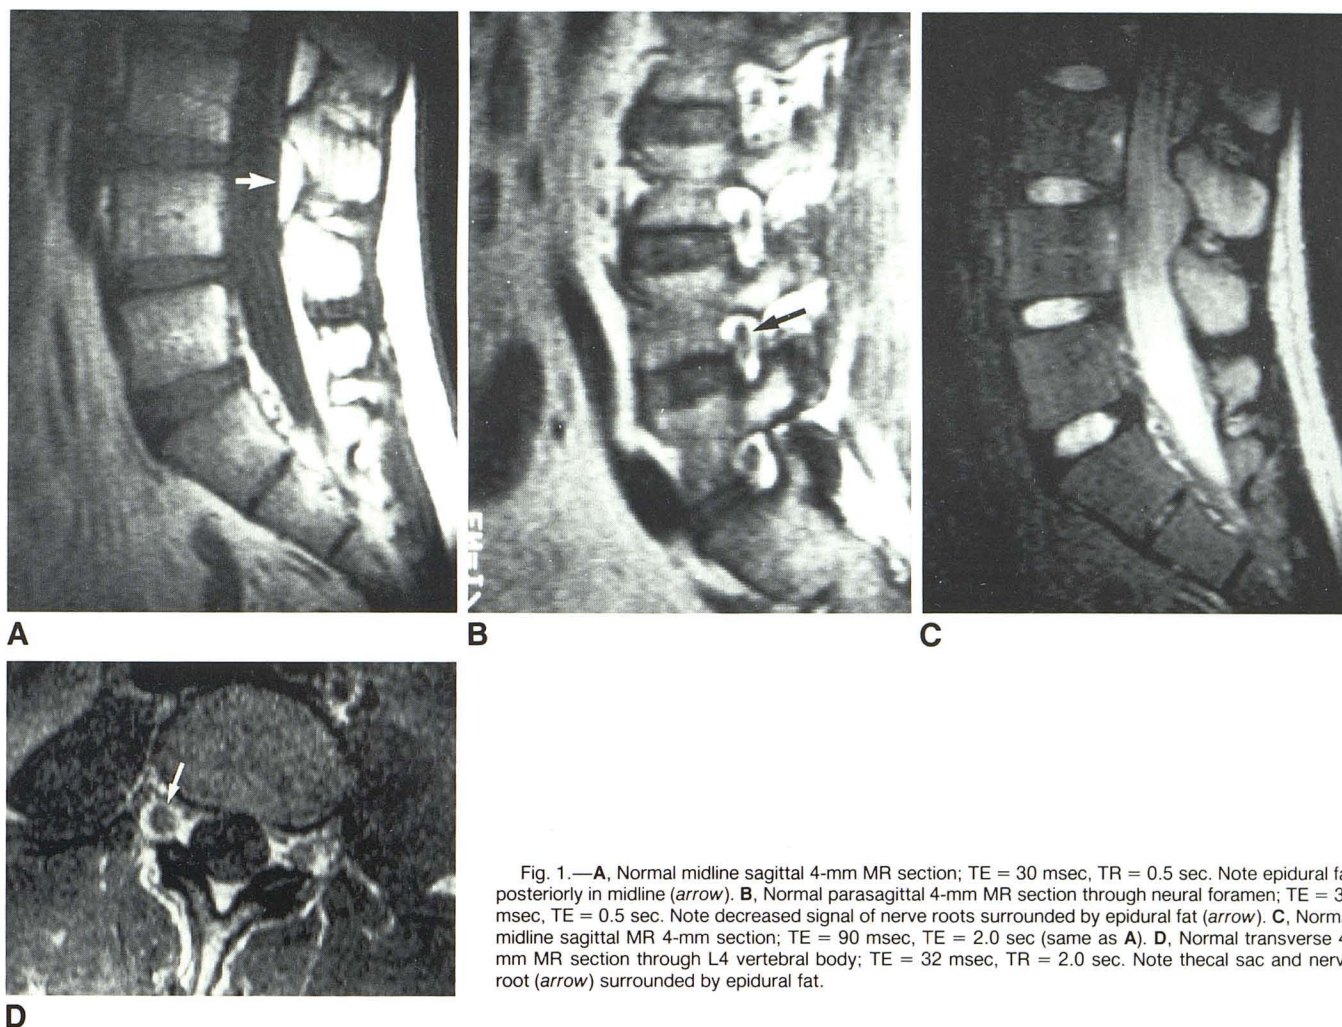 A
B
C
D
Fig. 1.—A, Normal midline sagittal 4-mm MR section; TE = 30 msec, TR = 0.5 sec. Note epidural fa
posteriorly in midline (arrow). B, Normal parasagittal 4-mm MR section through neural foramen; TE = 3
msec, TE = 0.5 sec. Note decreased signal of nerve roots surrounded by epidural fat (arrow). C, Norm
midline sagittal MR 4-mm section; TE = 90 msec, TE = 2.0 sec (same as A). D, Normal transverse 4
mm MR section through L4 vertebral body; TE = 32 msec, TR = 2.0 sec. Note thecal sac and nerv
root (arrow) surrounded by epidural fat.